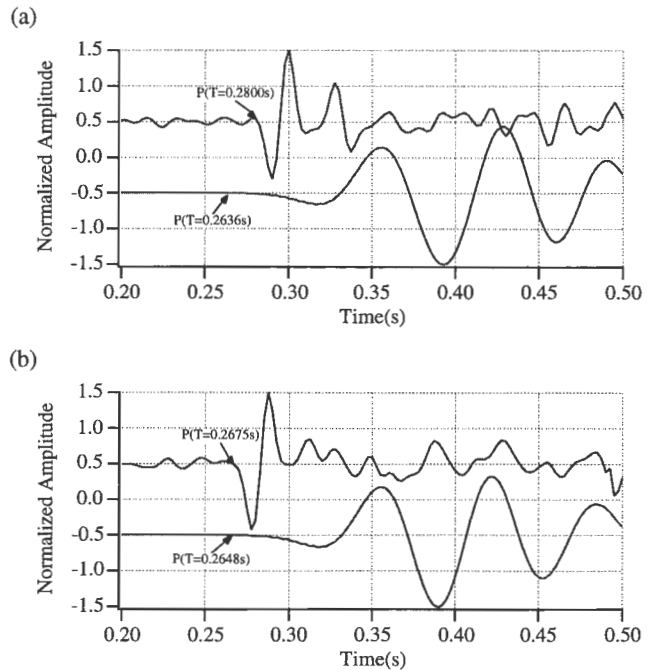 (a)
Normalized Amplitude
1.5
1.0
0.5
0.0
-0.5
-1.0
-1.5
P(T=0.2800s)
P(T=0.2636s)
0.20 0.25 0.30 0.35 0.40 0.45 0.50
Time(s)
(b)
Normalized Amplitude
1.5
1.0
0.5
0.0
-0.5
-1.0
-1.5
P(T=0.2675s)
P(T=0.2648s)
0.20 0.25 0.30 0.35 0.40 0.45 0.50
Time(s)